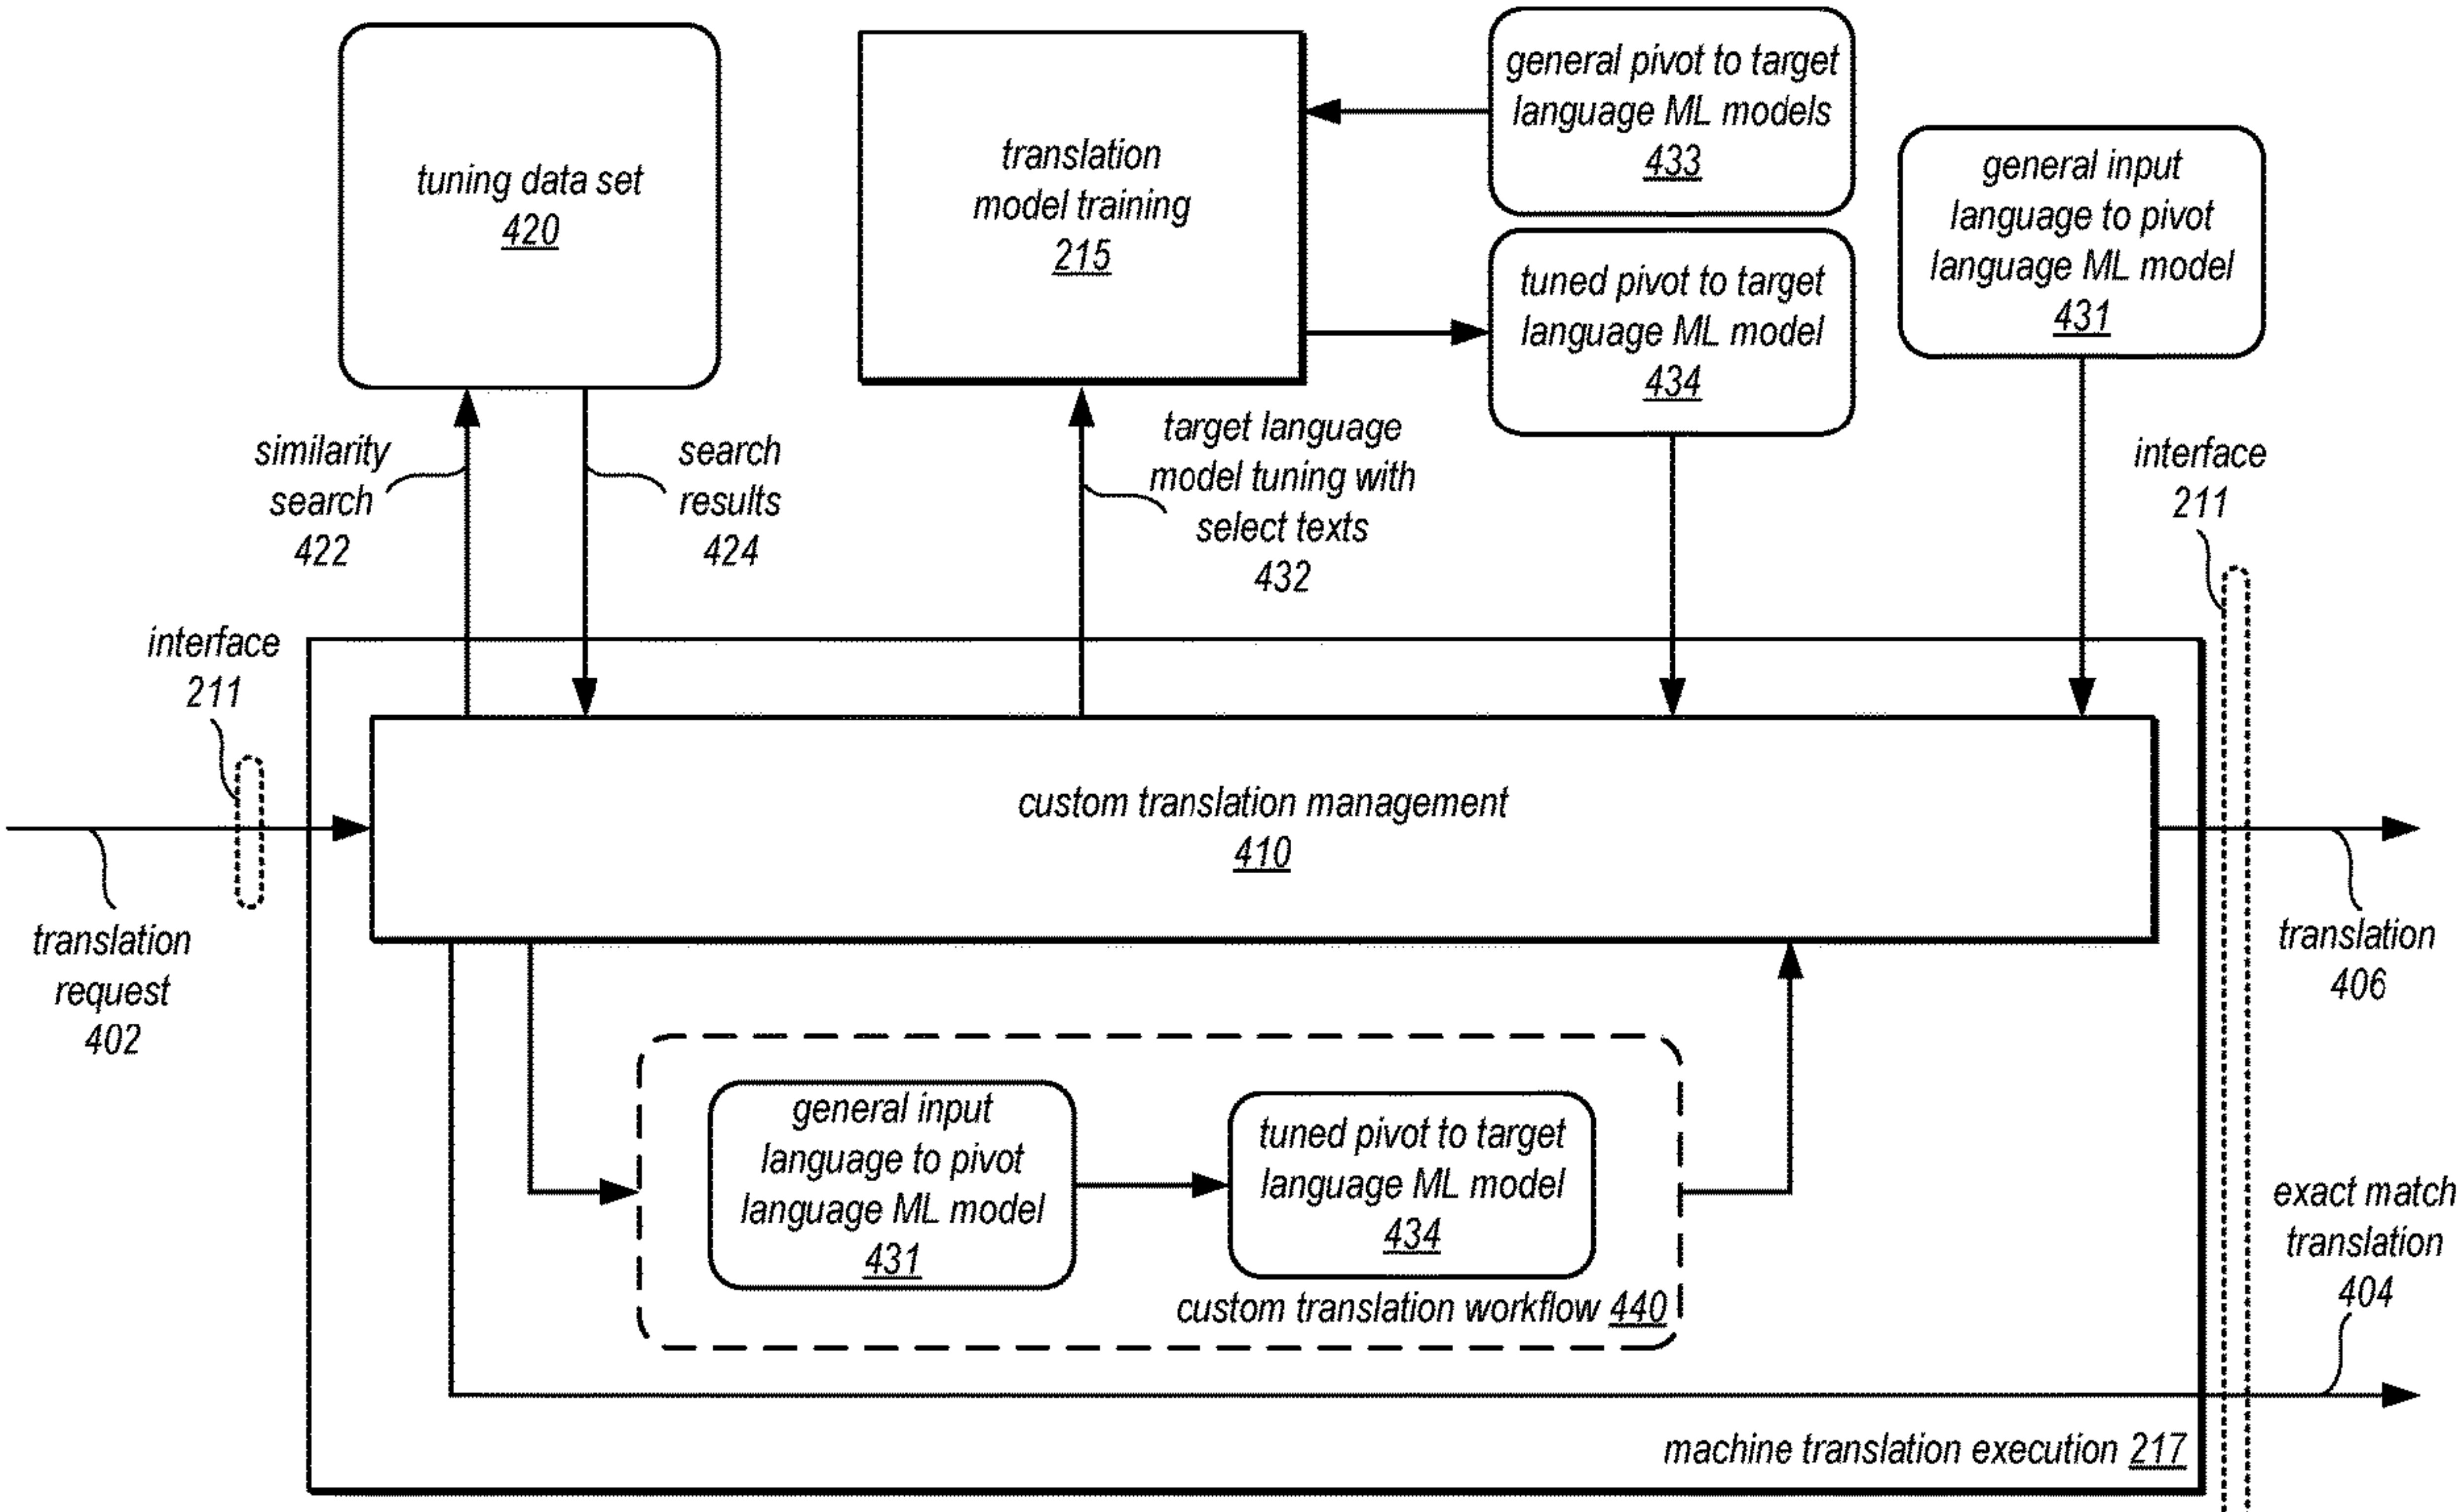 tuning data set
420
translation
model training
215
general pivot to target
language ML models
433
tuned pivot to target
language ML model
434
general input
language to pivot
language ML model
431
similarity
search
422
search
results
424
target language
model tuning with
select texts
432
interface
211
interface
211
translation
request
402
custom translation management
410
translation
406
general input
language to pivot
language ML model
431
tuned pivot to target
language ML model
434
custom translation workflow 440
exact match
translation
404
machine translation execution 217